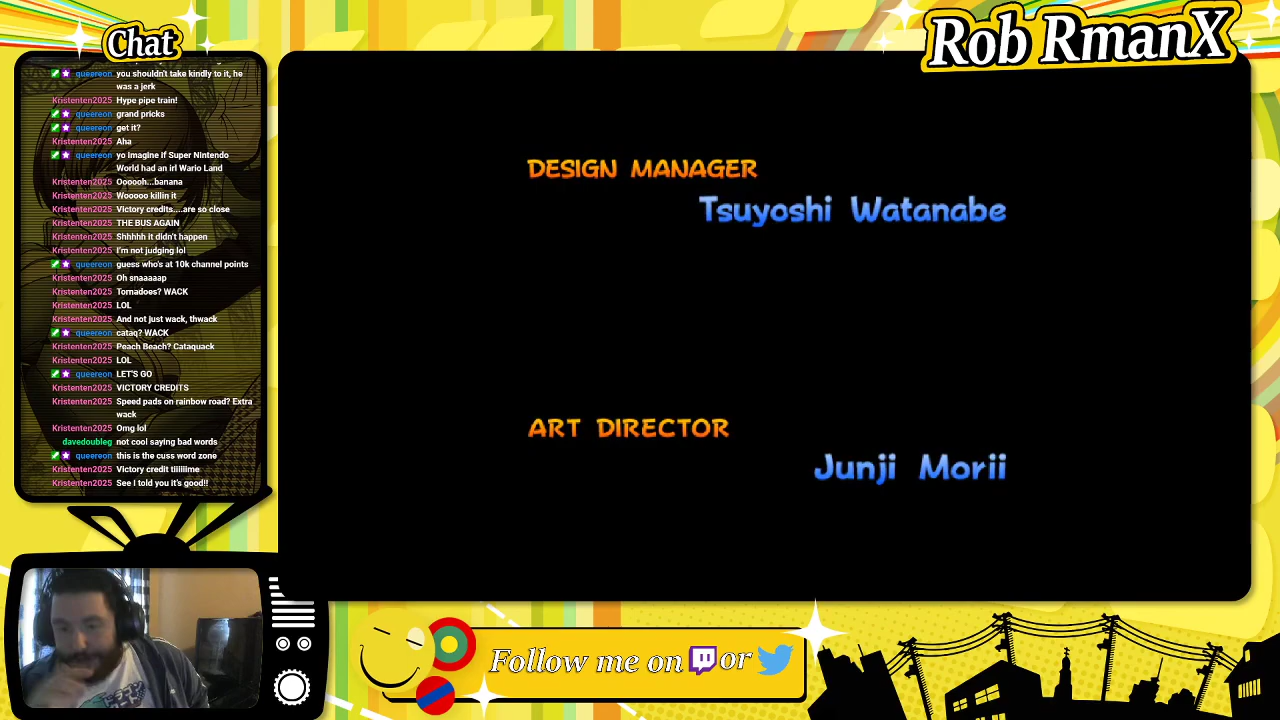 Chat
Rob RmanX
queereon you shouldn't take kindly to it, he
was a jerk
Kristenten2025 Hype pipe train!
queereon grand pricks
queereon get it?
Kristenten2025 Aha
queereon yo imagine if Super Nintendo
World had an irl Wario Land
Kristenten2025 Oooooh...banana
Kristenten2025 Wooooo killin it
Kristenten2025 Victory credits....are so close
Kristenten2025 THE BUS AGAIN
Kristenten2025 Shhhhh it didn't happen
Kristenten2025 I'm not judging lol
queereon guess who's at 10k channel points
Kristenten2025 Oh snaaaaap
Kristenten2025 Tornadoes? WACK
Kristenten2025 LOL
Kristenten2025 And not just wack, thwack
queereon cataq? WACK
Kristenten2025 Peach Beach? Cataquack
Kristenten2025 LOL
queereon LET'S GO
Kristenten2025 VICTORY CREDITS
Kristenten2025 Speed pads on rainbow road? Extra
wack
Kristenten2025 Omg lol
davedoubleg not cool saying bad words
queereon this is the cuss word zone
Kristenten2025 Victory credit tiiiiiime
Kristenten2025 See I told you it's good!!
DESIGN MANAGER
Tsuyoshi Watanabe
ART DIRECTOR
Junji Morii
Follow me on or